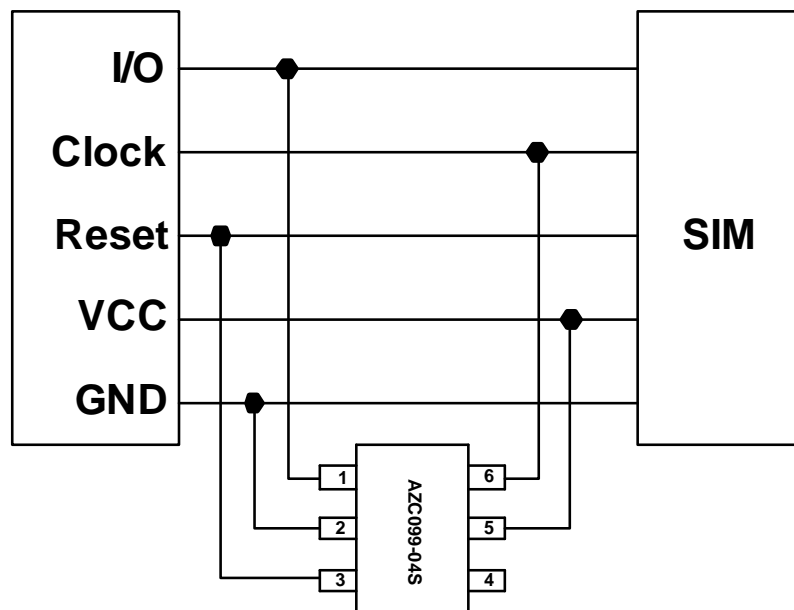 I/O
Clock
Reset
VCC
GND
SIM
AZC099-04S
1
2
3
6
5
4